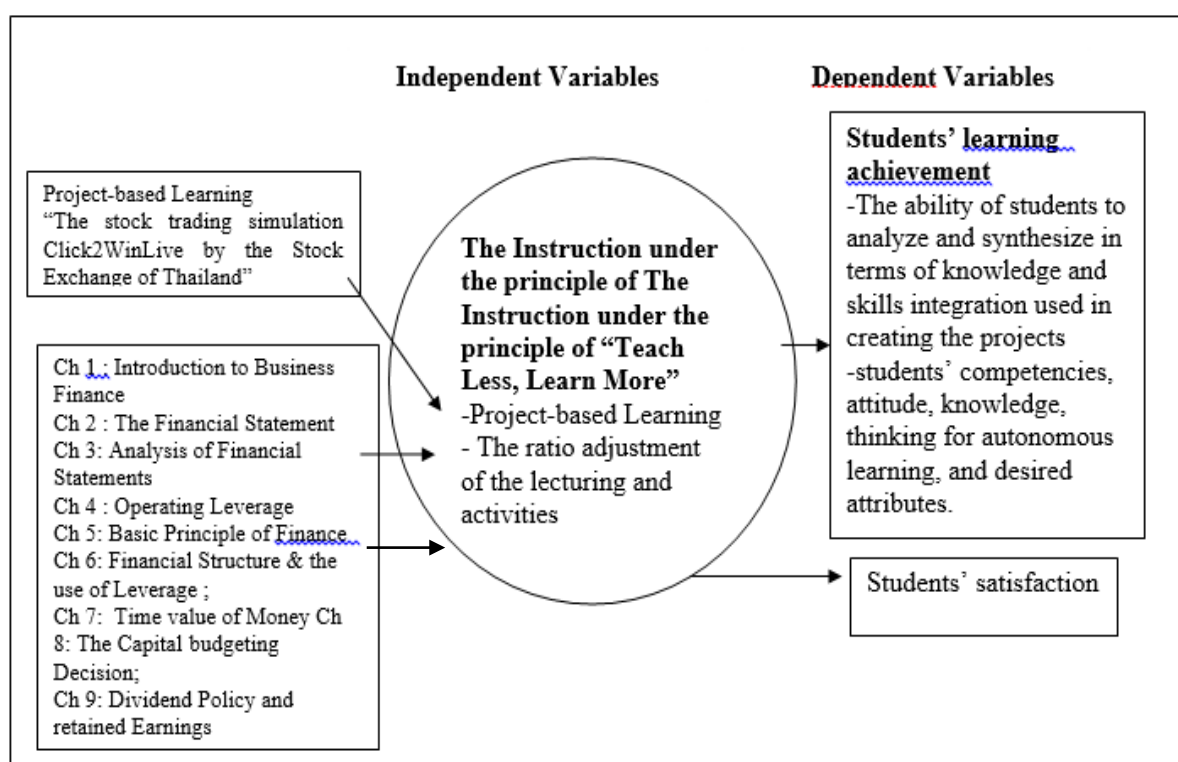 Independent Variables
Dependent Variables
Project-based Learning
“The stock trading simulation
Click2WinLive by the Stock
Exchange of Thailand”
Ch 1 : Introduction to Business
Finance
Ch 2 : The Financial Statement
Ch 3: Analysis of Financial
Statements
Ch 4 : Operating Leverage
Ch 5: Basic Principle of Finance
Ch 6: Financial Structure & the
use of Leverage ;
Ch 7: Time value of Money Ch
8: The Capital budgeting
Decision;
Ch 9: Dividend Policy and
retained Earnings
The Instruction under
the principle of The
Instruction under the
principle of “Teach
Less, Learn More”
-Project-based Learning
- The ratio adjustment
of the lecturing and
activities
Students’ learning
achievement
-The ability of students to
analyze and synthesize in
terms of knowledge and
skills integration used in
creating the projects
-students’ competencies,
attitude, knowledge,
thinking for autonomous
learning, and desired
attributes.
Students’ satisfaction